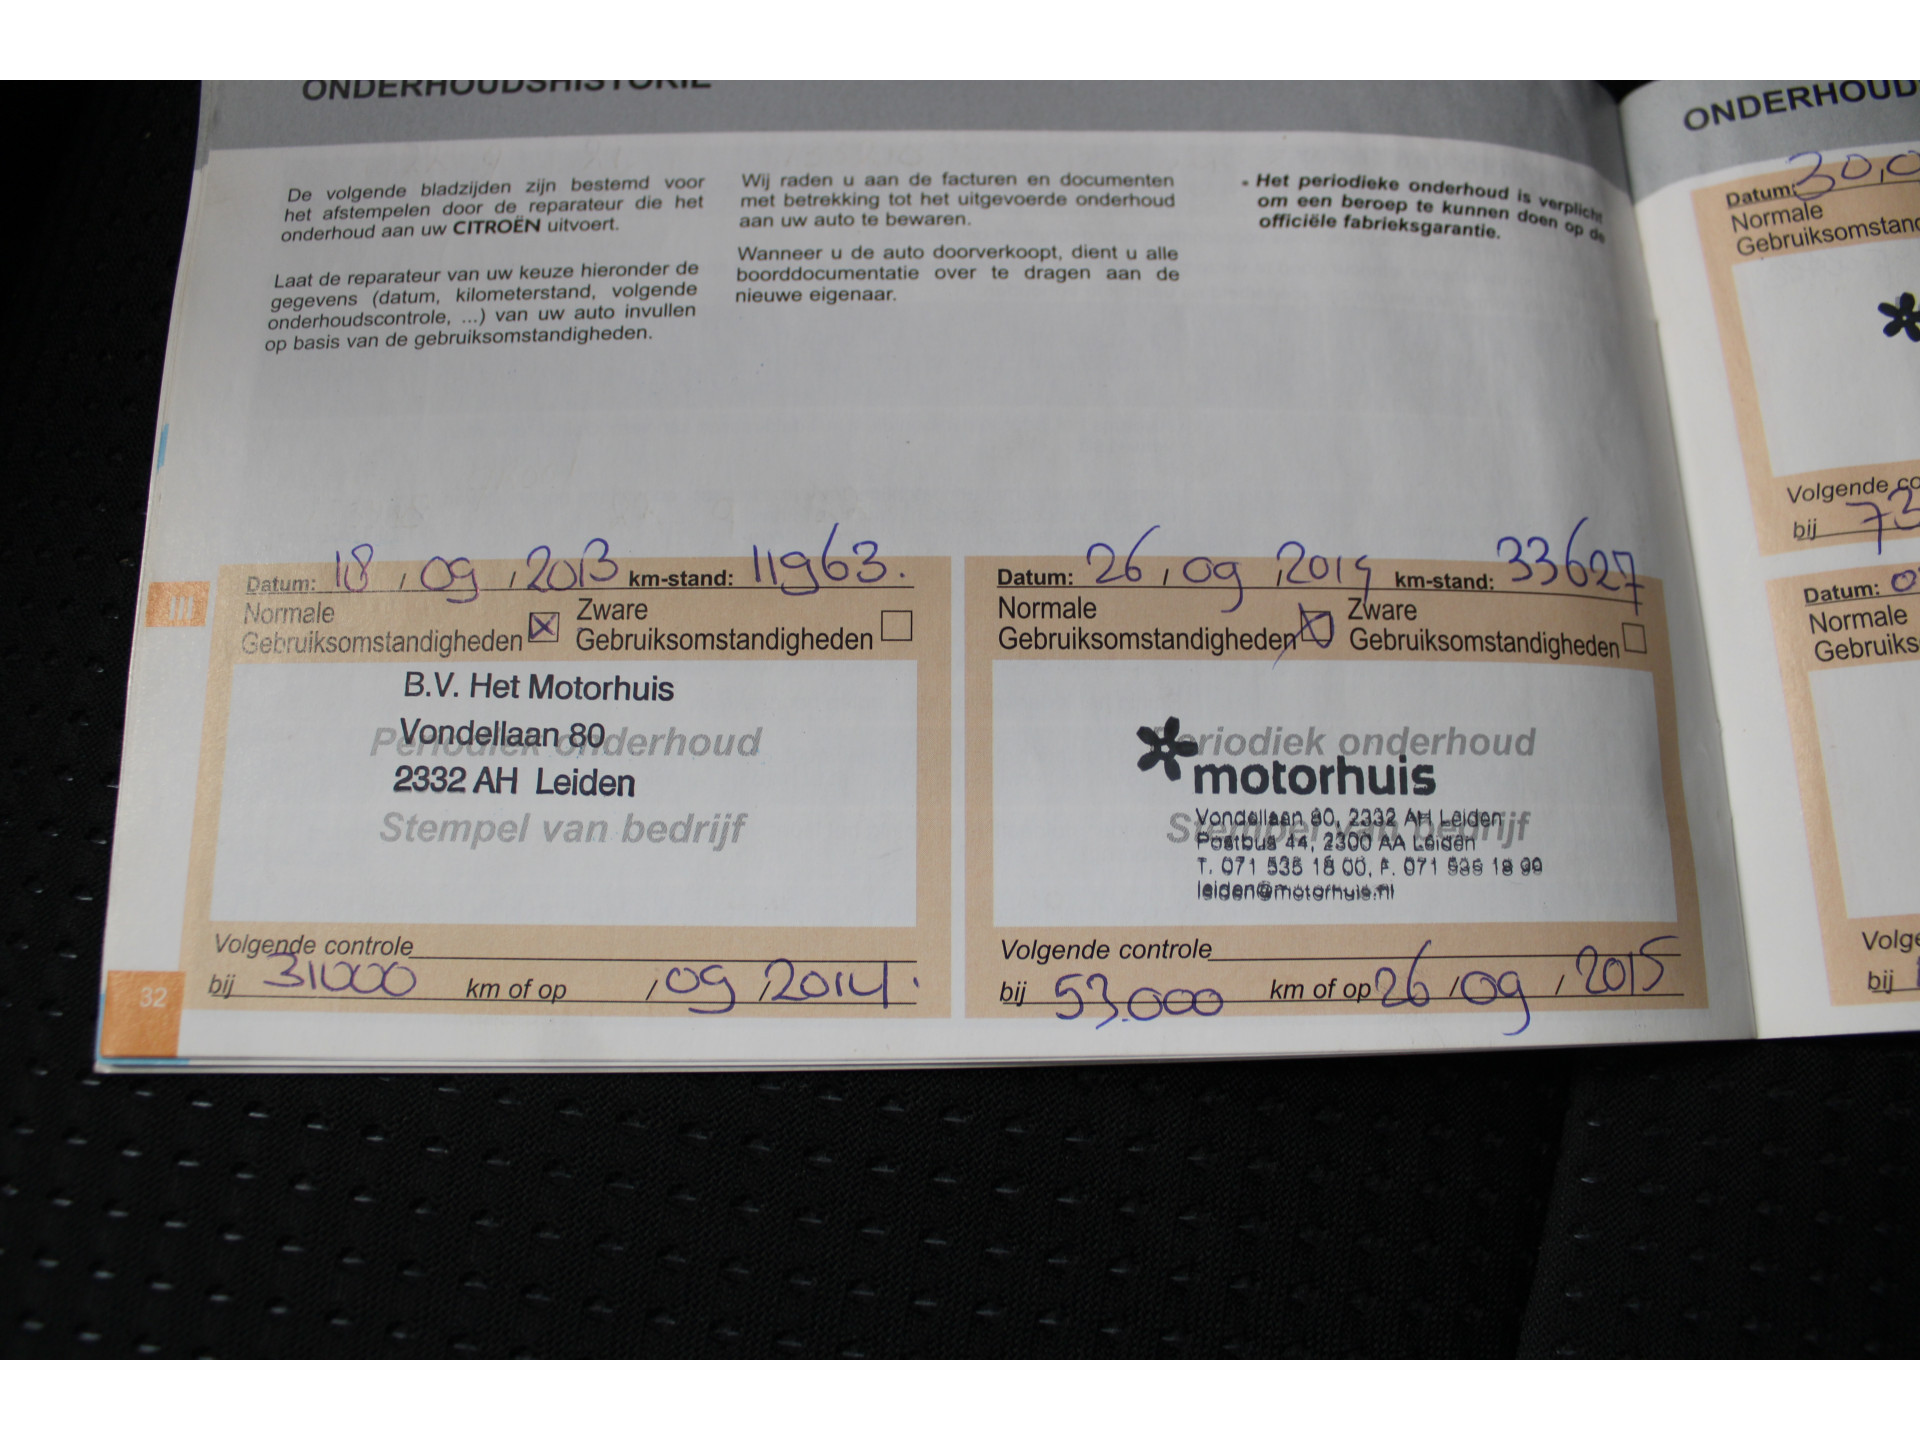 ONDERHOUDSHISTORIE
De volgende bladzijden zijn bestemd voor
het afstempelen door de reparateur die het
onderhoud aan uw CITROËN uitvoert.
Laat de reparateur van uw keuze hieronder de
gegevens (datum, kilometerstand, volgende
onderhoudscontrole, ...) van uw auto invullen
op basis van de gebruiksomstandigheden.
Wij raden u aan de facturen en documenten
met betrekking tot het uitgevoerde onderhoud
aan uw auto te bewaren.
Wanneer u de auto doorverkoopt, dient u alle
boorddocumentatie over te dragen aan de
nieuwe eigenaar.
• Het periodieke onderhoud is verplicht
om een beroep te kunnen doen op de
officiële fabrieksgarantie.
III
Datum: 18 / 09 / 2013 km-stand: 11963.
Normale
Gebruiksomstandigheden
Zware
Gebruiksomstandigheden
B.V. Het Motorhuis
Vondellaan 80
Periodiek onderhoud
2332 AH Leiden
Stempel van bedrijf
Volgende controle
bij 31000 km of op / 09 / 2014.
Datum: 26 / 09 / 2014 km-stand: 33627
Normale
Gebruiksomstandigheden
Zware
Gebruiksomstandigheden
Periodiek onderhoud
motorhuis
Vondellaan 80, 2332 AH Leiden
Stempel van bedrijf
Postbus 44, 2300 AA Leiden
T. 071 535 18 00, F. 071 535 18 99
leiden@motorhuis.nl
Volgende controle
bij 53.000 km of op 26 / 09 / 2015
32
ONDERHOUD
Datum: 30,0
Normale
Gebruiksomstand
Volgende co
bij 73
Datum: 0
Normale
Gebruiks
Volge
bij